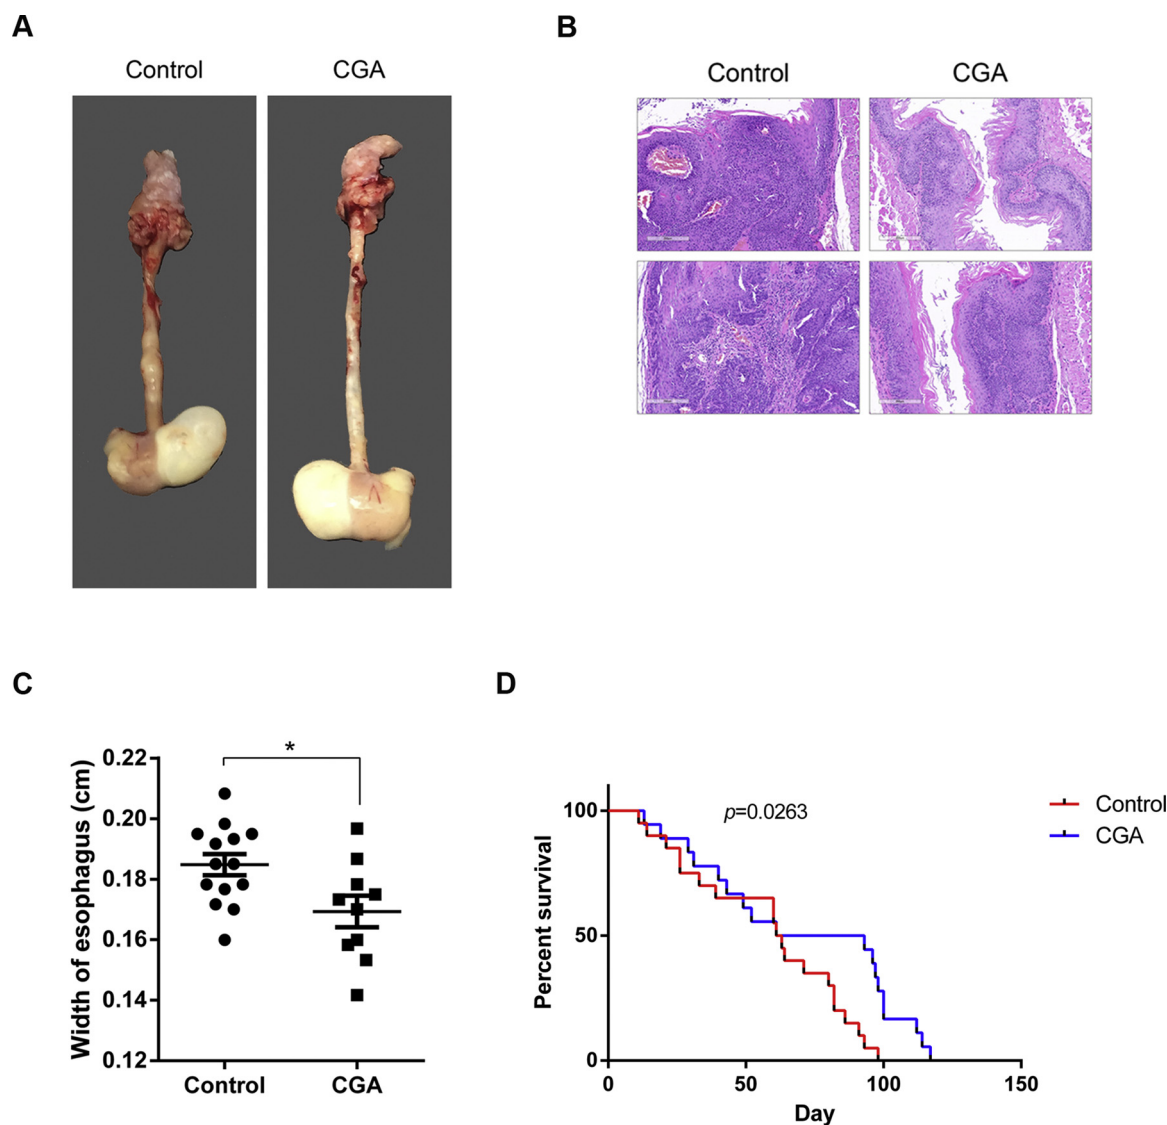 A
Control
CGA
B
Control
CGA
C
Width of esophagus (cm)
0.22
0.20
0.18
0.16
0.14
0.12
*
Control
CGA
D
Percent survival
100
50
0
p=0.0263
Control
CGA
0
50
100
150
Day